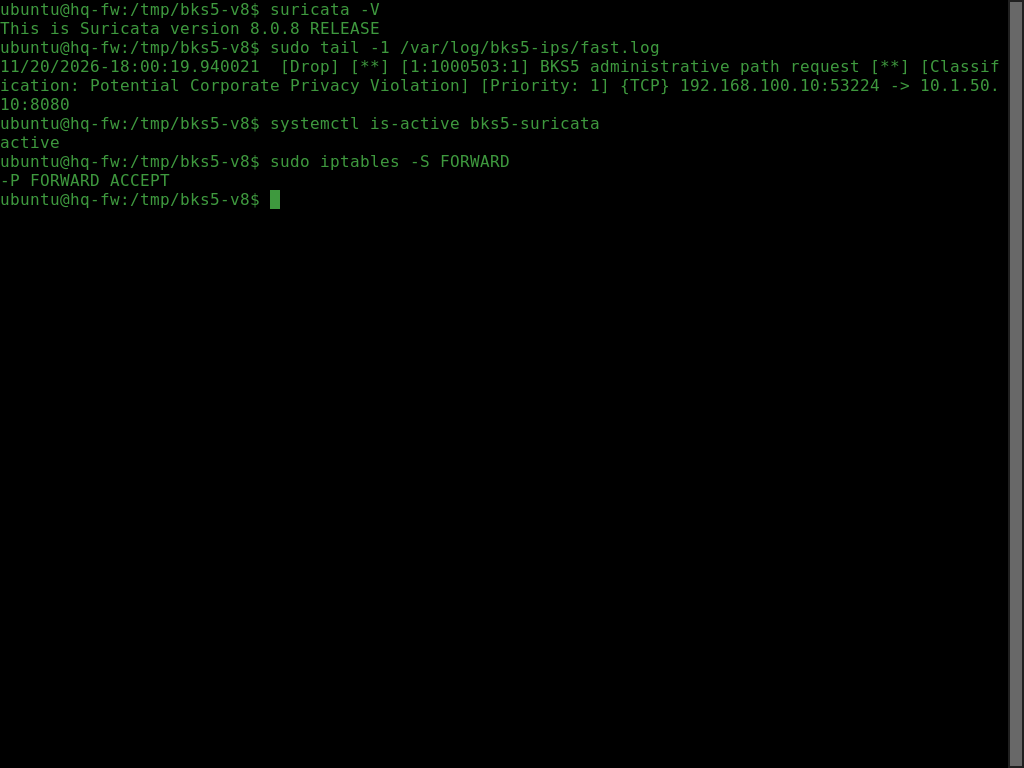 ubuntu@hq-fw:/tmp/bks5-v8$ suricata -V
This is Suricata version 8.0.8 RELEASE
ubuntu@hq-fw:/tmp/bks5-v8$ sudo tail -1 /var/log/bks5-ips/fast.log
11/20/2026-18:00:19.940021  [Drop] [**] [1:1000503:1] BKS5 administrative path request [**] [Classif
ication: Potential Corporate Privacy Violation] [Priority: 1] {TCP} 192.168.100.10:53224 -> 10.1.50.
10:8080
ubuntu@hq-fw:/tmp/bks5-v8$ systemctl is-active bks5-suricata
active
ubuntu@hq-fw:/tmp/bks5-v8$ sudo iptables -S FORWARD
-P FORWARD ACCEPT
ubuntu@hq-fw:/tmp/bks5-v8$